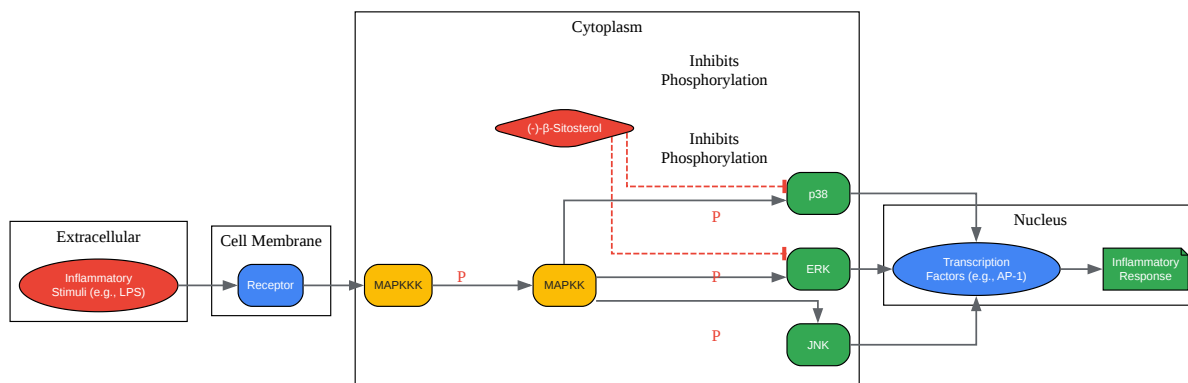 Cytoplasm
Inhibits
Phosphorylation
(-)-β-Sitosterol
Inhibits
Phosphorylation
p38
P
Extracellular
Cell Membrane
Nucleus
Inflammatory
Stimuli (e.g., LPS)
Receptor
MAPKKK
P
MAPKK
P
ERK
Transcription
Factors (e.g., AP-1)
Inflammatory
Response
P
JNK